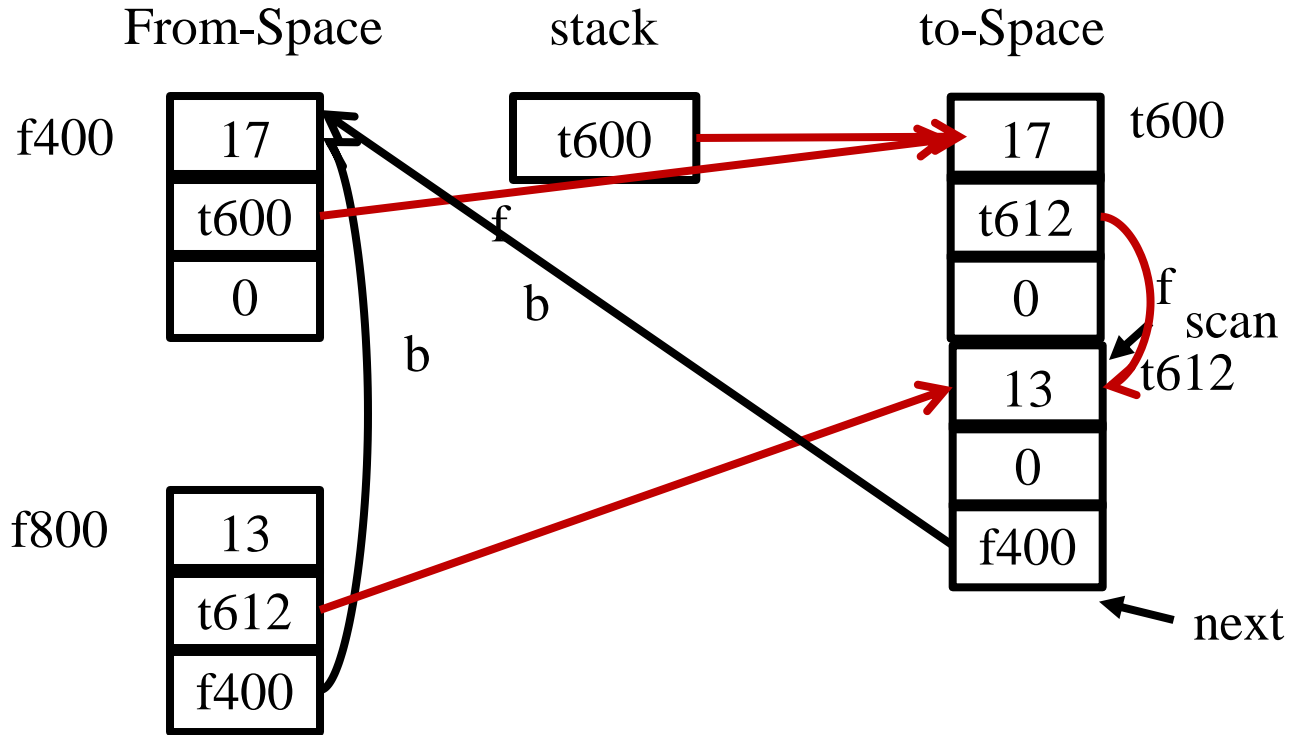 From-Space stack to-Space
f400 17 t600 17 t600
t600 f t612
0 b 0 f
scan
b 13 t612
0
f800 13 f400
t612 next
f400